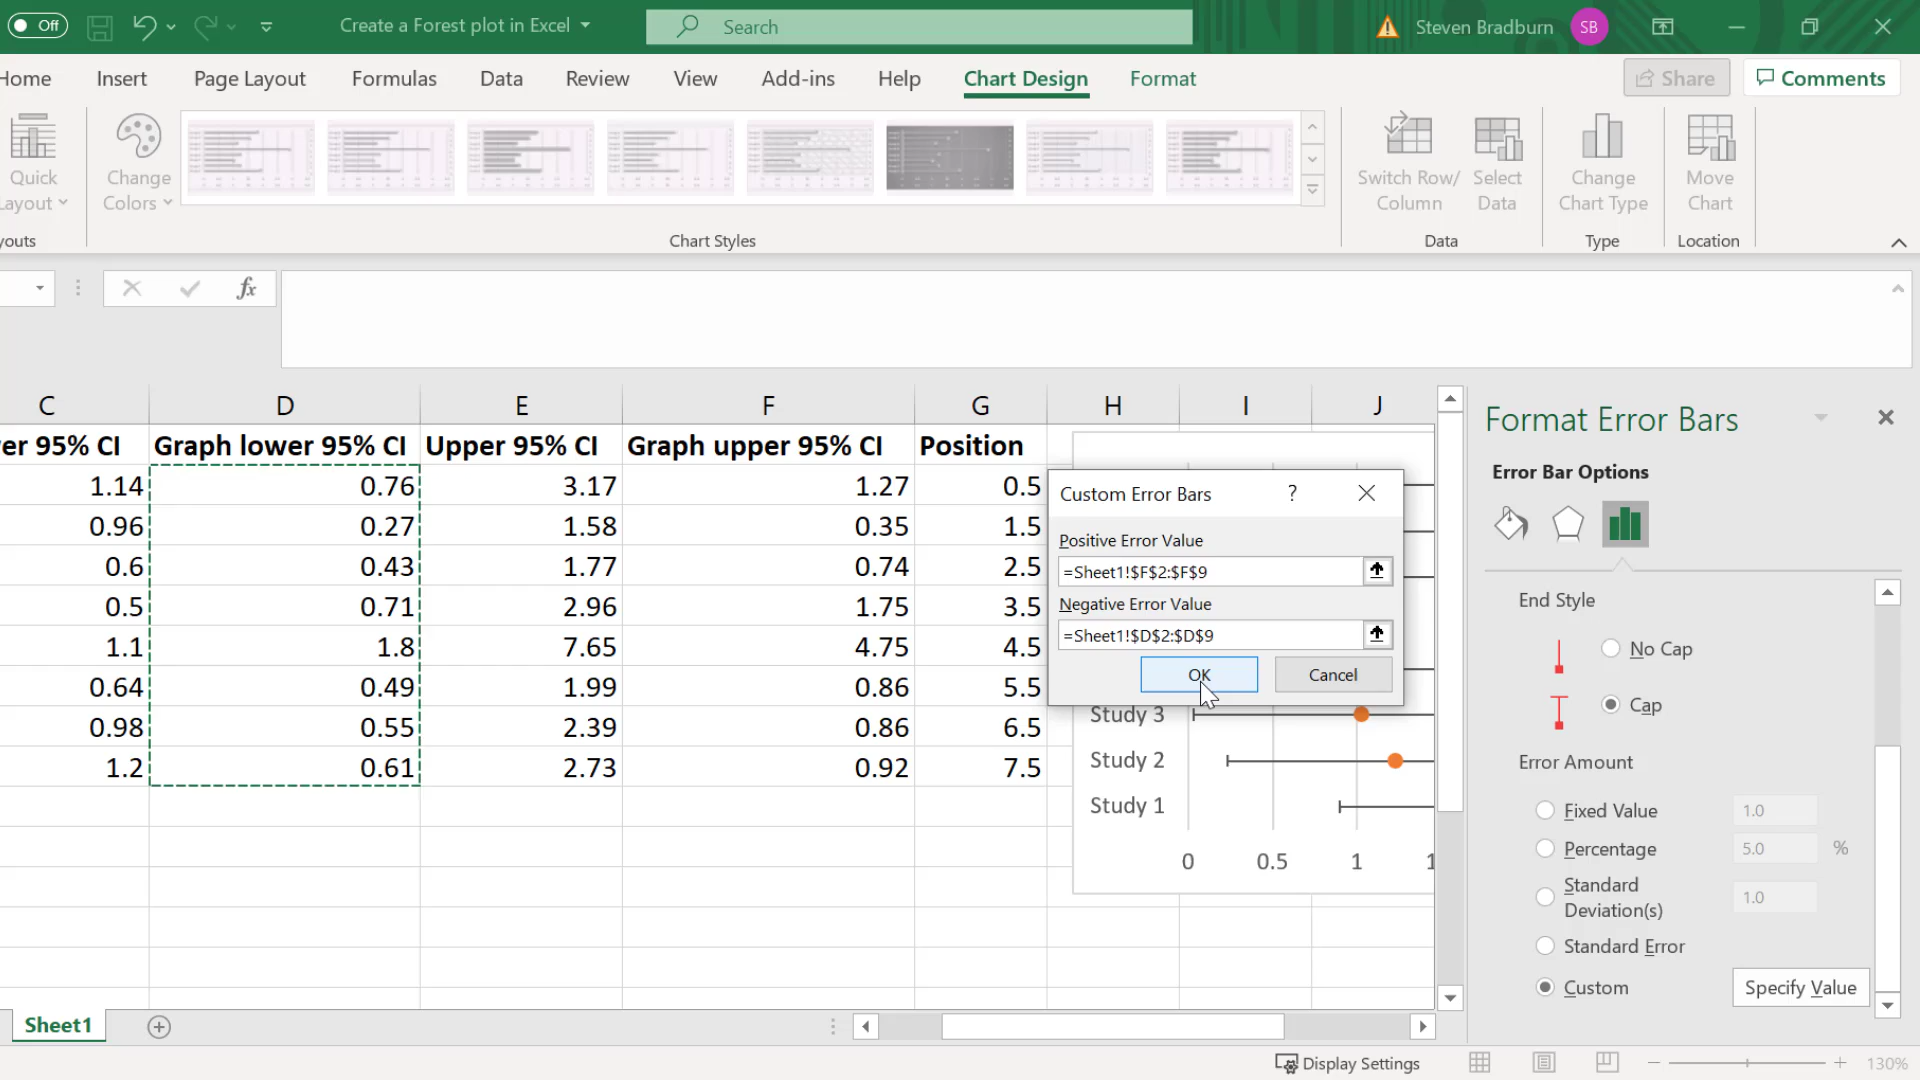 Off
Create a Forest plot in Excel
Search
Steven Bradburn
SB
Home Insert Page Layout Formulas Data Review View Add-ins Help Chart Design Format
Share
Comments
Quick
Layout
Change
Colors
Switch Row/
Column
Select
Data
Change
Chart Type
Move
Chart
youts
Chart Styles
Data
Type
Location
fx
C D E F G H I J
er 95% CI Graph lower 95% CI Upper 95% CI Graph upper 95% CI Position
1.14 0.76 3.17 1.27 0.5
0.96 0.27 1.58 0.35 1.5
0.6 0.43 1.77 0.74 2.5
0.5 0.71 2.96 1.75 3.5
1.1 1.8 7.65 4.75 4.5
0.64 0.49 1.99 0.86 5.5
0.98 0.55 2.39 0.86 6.5
1.2 0.61 2.73 0.92 7.5
Custom Error Bars
?
Positive Error Value
=Sheet1!$F$2:$F$9
Negative Error Value
=Sheet1!$D$2:$D$9
OK Cancel
Study 3
Study 2
Study 1
0 0.5 1 1
Format Error Bars
Error Bar Options
End Style
No Cap
Cap
Error Amount
Fixed Value 1.0
Percentage 5.0 %
Standard
Deviation(s) 1.0
Standard Error
Custom Specify Value
Sheet1
Display Settings
130%